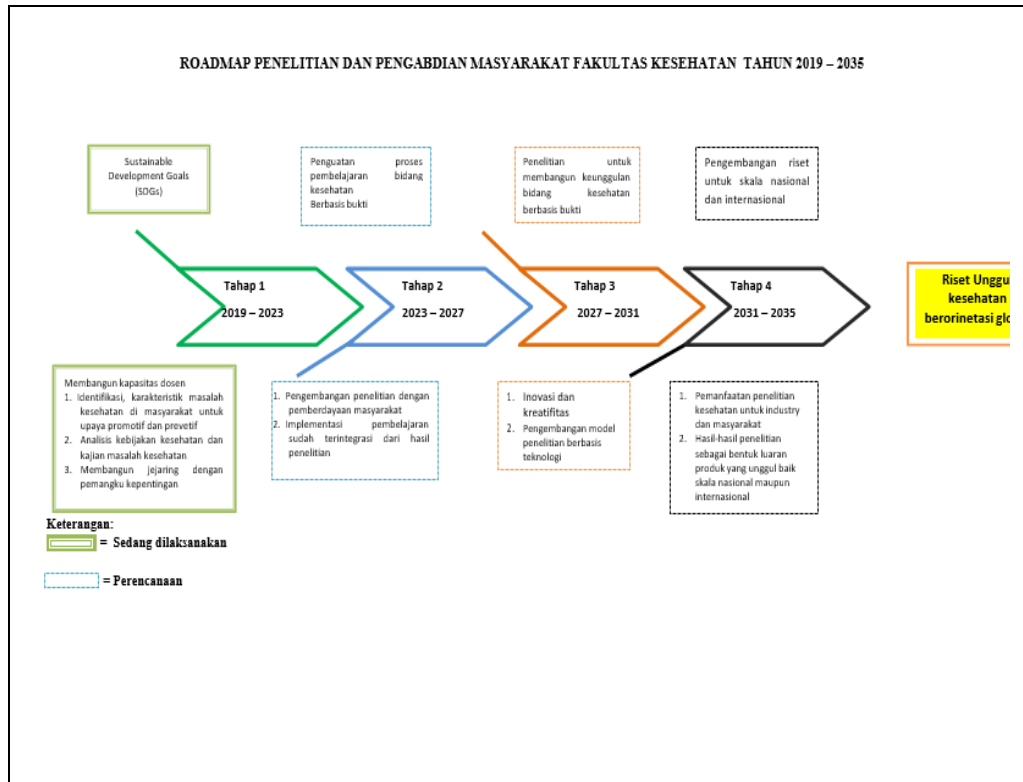 ROADMAP PENELITIAN DAN PENGABDIAN MASYARAKAT FAKULTAS KESEHATAN TAHUN 2019 – 2035
Sustainable
Development Goals
(SDGs)
Penguatan proses
pembelajaran bidang
kesehatan
Berbasis bukti
Penelitian untuk
membangun keunggulan
bidang kesehatan
berbasis bukti
Pengembangan riset
untuk skala nasional
dan internasional
Tahap 1
2019 – 2023
Tahap 2
2023 – 2027
Tahap 3
2027 – 2031
Tahap 4
2031 – 2035
Riset Unggu
kesehatan
berorinetasi glo
Membangun kapasitas dosen
1. Identifikasi, karakteristik masalah
kesehatan di masyarakat untuk
upaya promotif dan prevetif
2. Analisis kebijakan kesehatan dan
kajian masalah kesehatan
3. Membangun jejaring dengan
pemangku kepentingan
1. Pengembangan penelitian dengan
pemberdayaan masyarakat
2. Implementasi pembelajaran
sudah terintegrasi dari hasil
penelitian
1. Inovasi dan
kreatifitas
2. Pengembangan model
penelitian berbasis
teknologi
1. Pemanfaatan penelitian
kesehatan untuk industry
dan masyarakat
2. Hasil-hasil penelitian
sebagai bentuk luaran
produk yang unggul baik
skala nasional maupun
internasional
Keterangan:
= Sedang dilaksanakan
= Perencanaan